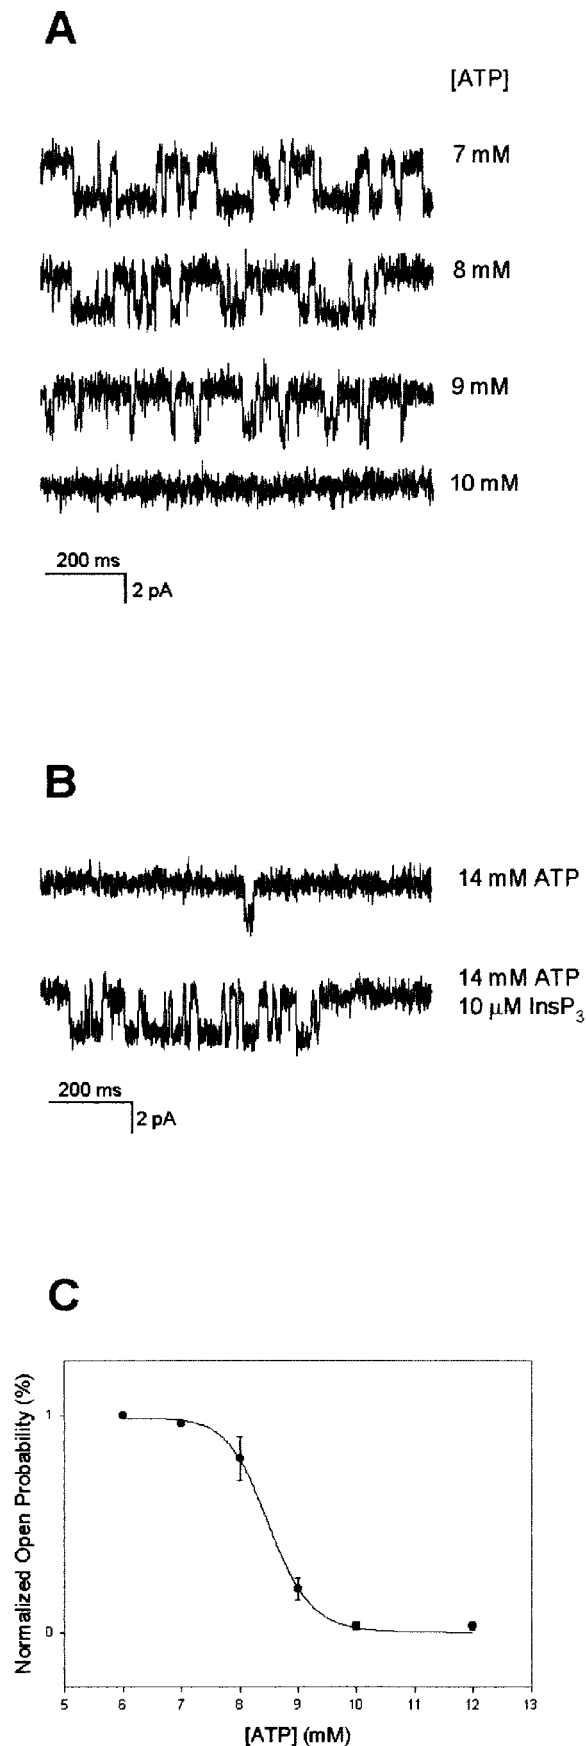 A
[ATP]
7 mM
8 mM
9 mM
10 mM
200 ms
2 pA
B
14 mM ATP
14 mM ATP
10 µM InsP3
200 ms
2 pA
C
Normalized Open Probability (%)
1
0
5 6 7 8 9 10 11 12 13
[ATP] (mM)